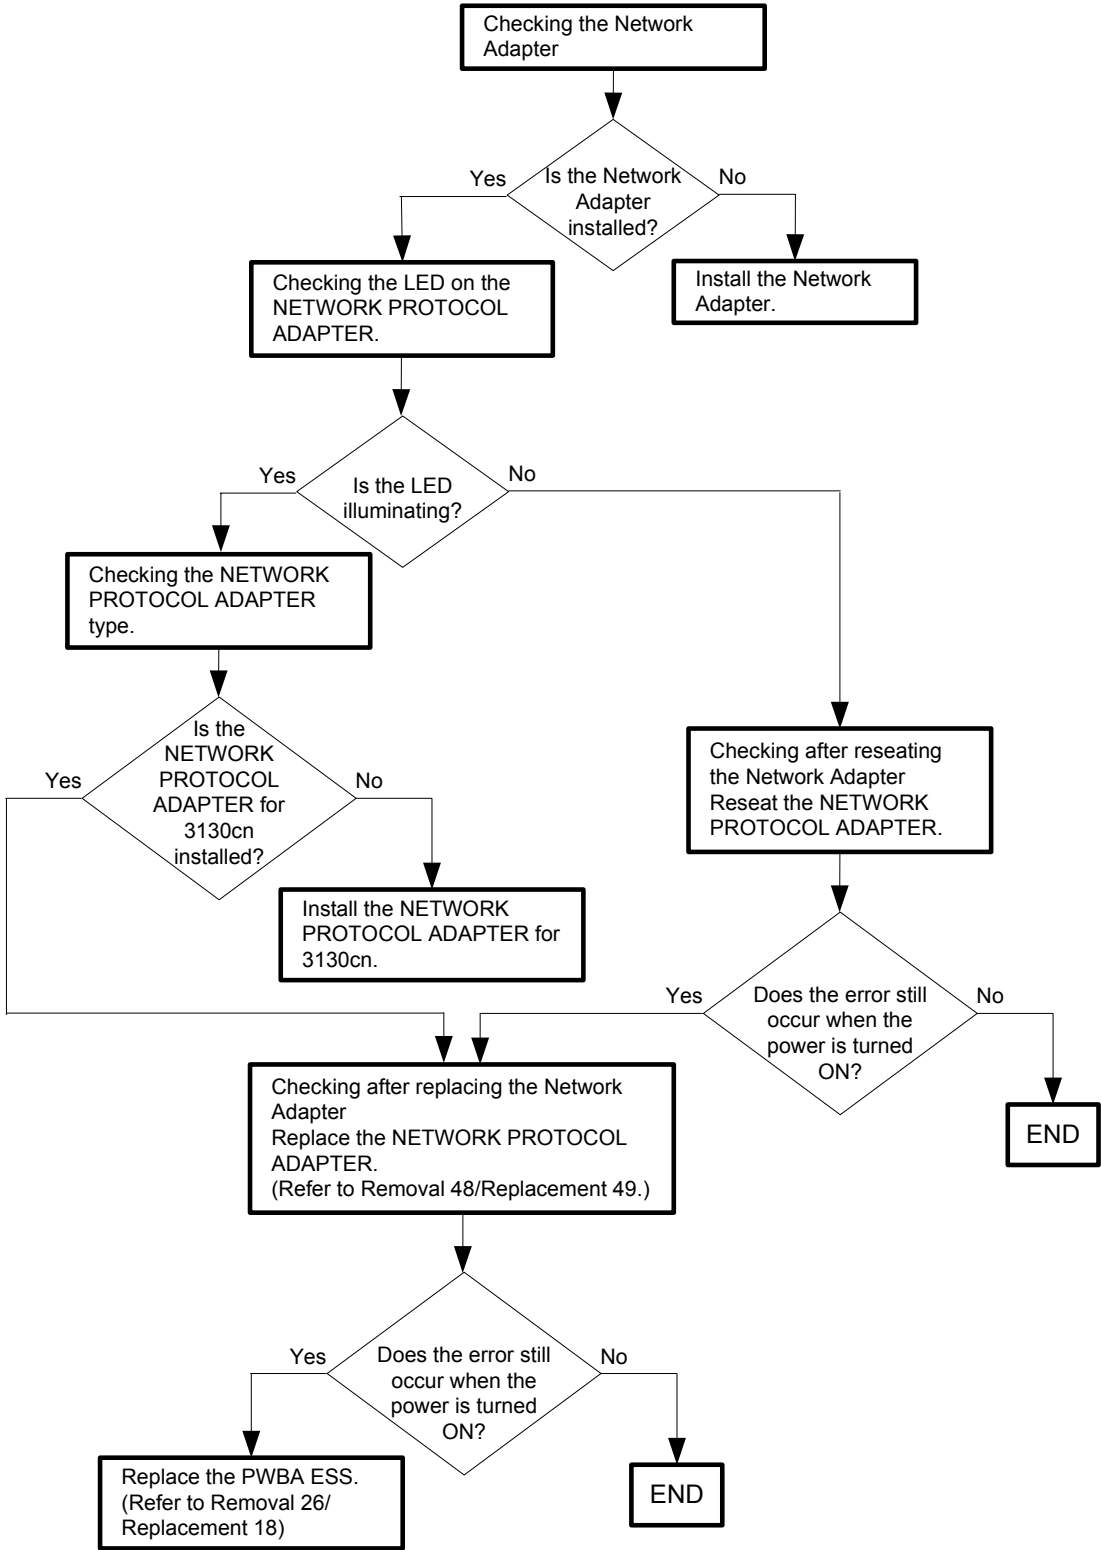 Checking the Network
Adapter
Is the Network
Adapter
installed?
Yes
No
Checking the LED on the
NETWORK PROTOCOL
ADAPTER.
Install the Network
Adapter.
Is the LED
illuminating?
Yes
No
Checking the NETWORK
PROTOCOL ADAPTER
type.
Is the
NETWORK
PROTOCOL
ADAPTER for
3130cn
installed?
Yes
No
Checking after reseating
the Network Adapter
Reseat the NETWORK
PROTOCOL ADAPTER.
Install the NETWORK
PROTOCOL ADAPTER for
3130cn.
Does the error still
occur when the
power is turned
ON?
Yes
No
END
Checking after replacing the Network
Adapter
Replace the NETWORK PROTOCOL
ADAPTER.
(Refer to Removal 48/Replacement 49.)
Does the error still
occur when the
power is turned
ON?
Yes
No
Replace the PWBA ESS.
(Refer to Removal 26/
Replacement 18)
END